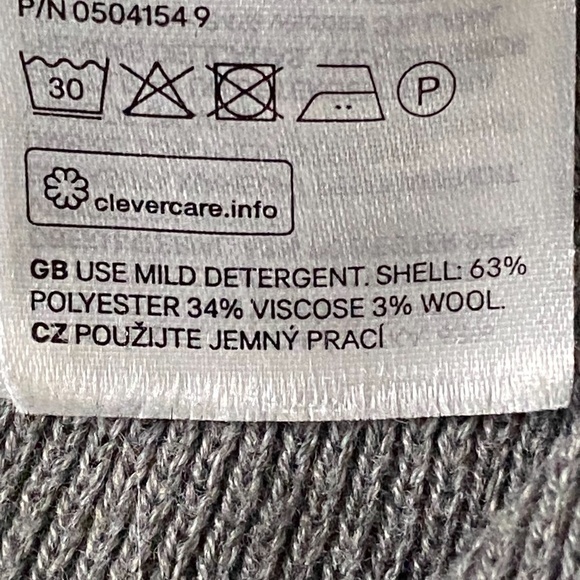 P/N 0504154 9
30 P
clevercare.info
GB USE MILD DETERGENT. SHELL: 63%
POLYESTER 34% VISCOSE 3% WOOL.
CZ POUŽIJTE JEMNÝ PRACÍ